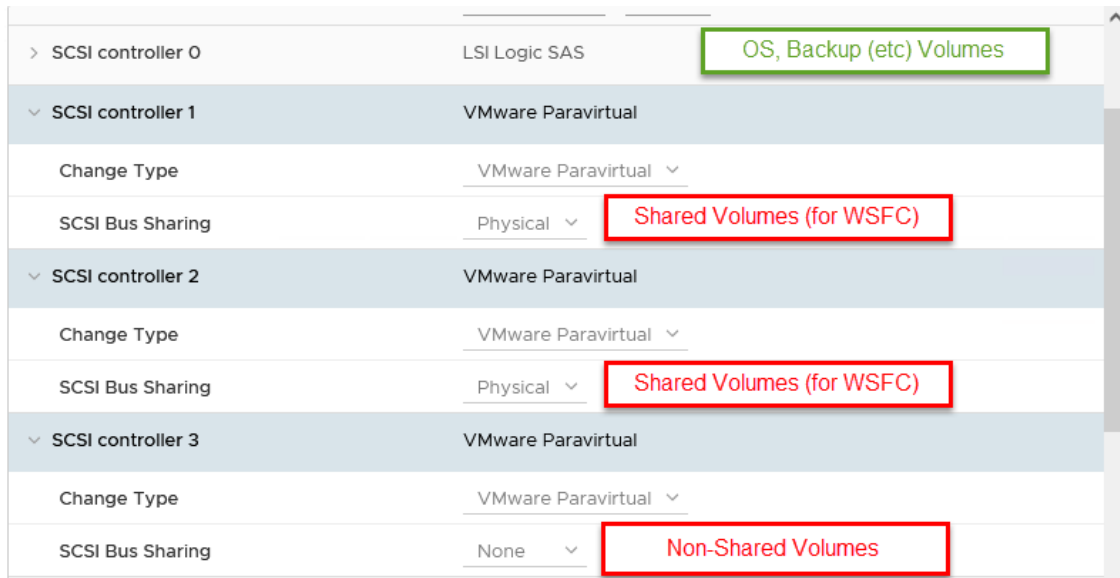 SCSI controller 0 LSI Logic SAS OS, Backup (etc) Volumes
SCSI controller 1 VMware Paravirtual
Change Type VMware Paravirtual
SCSI Bus Sharing Physical Shared Volumes (for WSFC)
SCSI controller 2 VMware Paravirtual
Change Type VMware Paravirtual
SCSI Bus Sharing Physical Shared Volumes (for WSFC)
SCSI controller 3 VMware Paravirtual
Change Type VMware Paravirtual
SCSI Bus Sharing None Non-Shared Volumes